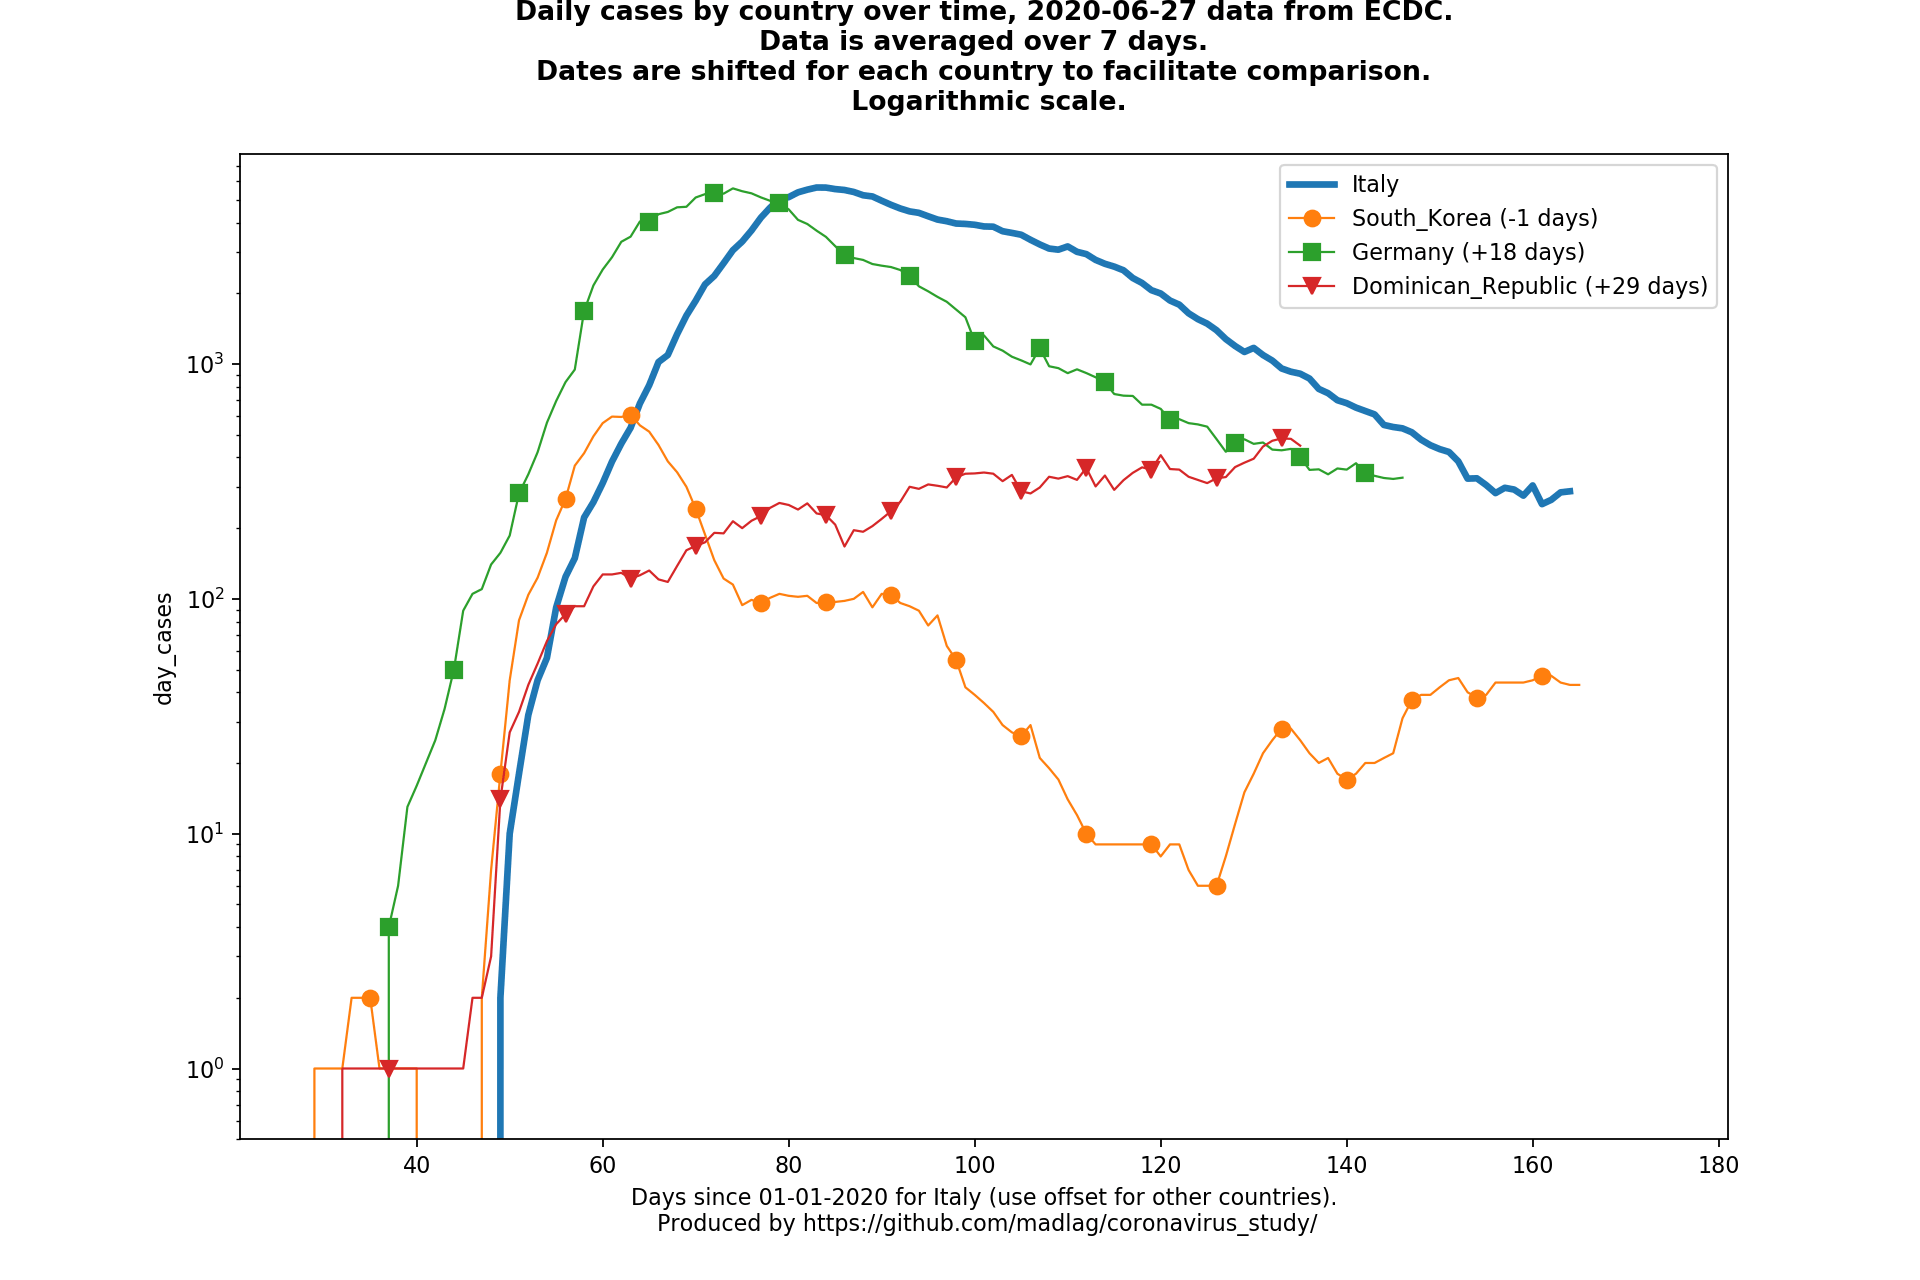 Daily cases by country over time, 2020-06-27 data from ECDC.
Data is averaged over 7 days.
Dates are shifted for each country to facilitate comparison.
Logarithmic scale.
Italy
South_Korea (-1 days)
Germany (+18 days)
Dominican_Republic (+29 days)
10³
10²
10¹
10⁰
day_cases
40 60 80 100 120 140 160 180
Days since 01-01-2020 for Italy (use offset for other countries).
Produced by https://github.com/madlag/coronavirus_study/